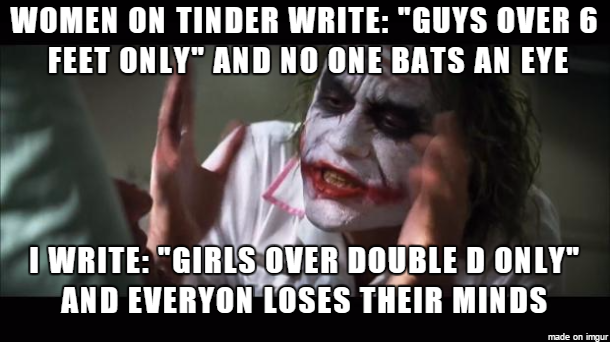 WOMEN ON TINDER WRITE: "GUYS OVER 6
FEET ONLY" AND NO ONE BATS AN EYE
I WRITE: "GIRLS OVER DOUBLE D ONLY"
AND EVERYON LOSES THEIR MINDS
made on imgur